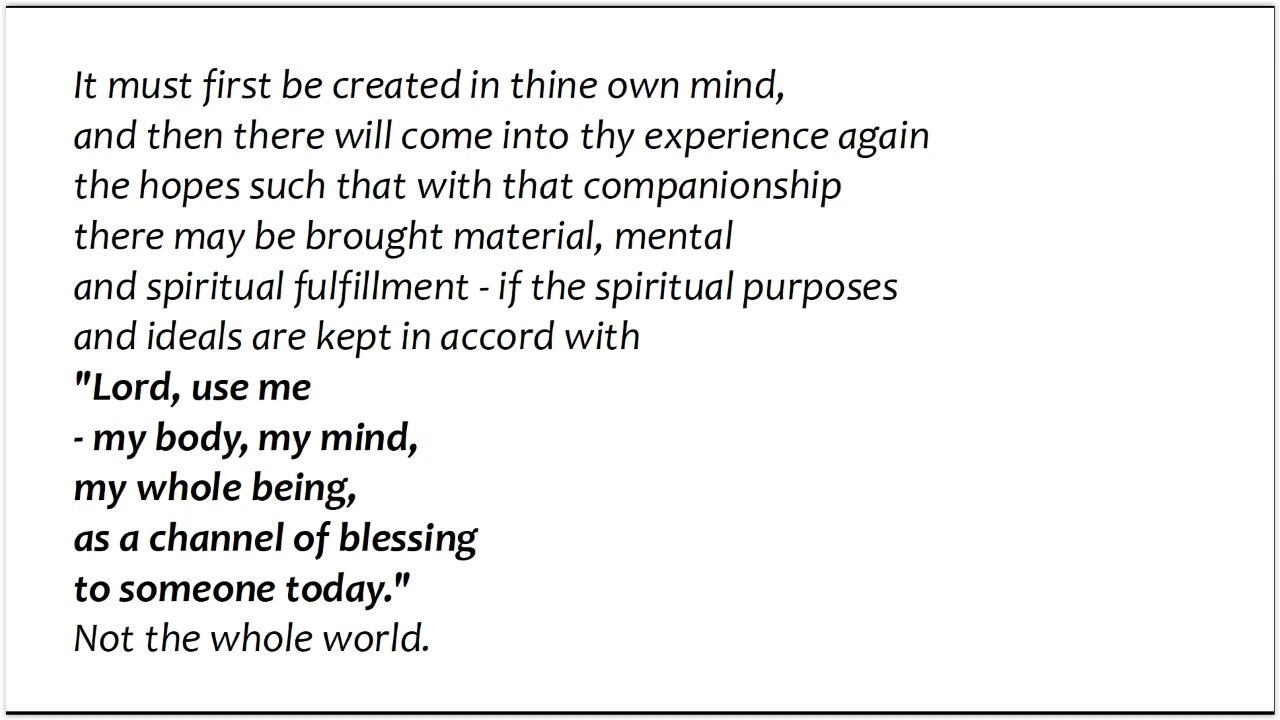 It must first be created in thine own mind,
and then there will come into thy experience again
the hopes such that with that companionship
there may be brought material, mental
and spiritual fulfillment - if the spiritual purposes
and ideals are kept in accord with
"Lord, use me
- my body, my mind,
my whole being,
as a channel of blessing
to someone today."
Not the whole world.